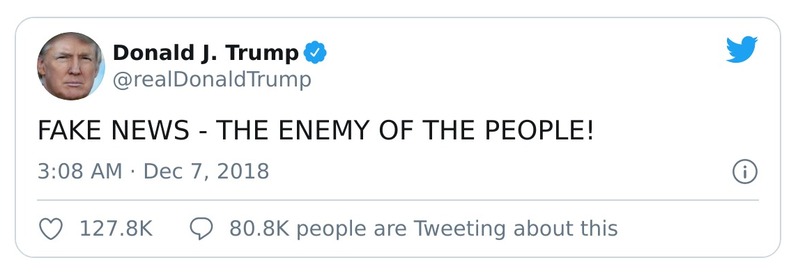 Donald J. Trump
@realDonaldTrump
FAKE NEWS - THE ENEMY OF THE PEOPLE!
3:08 AM · Dec 7, 2018
127.8K 80.8K people are Tweeting about this